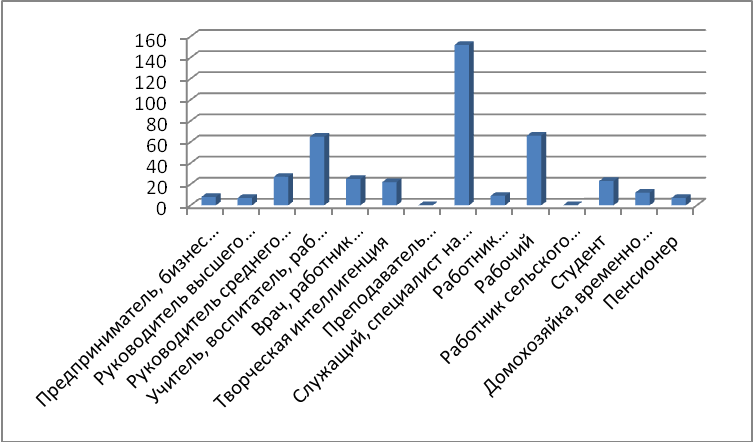 160
140
120
100
80
60
40
20
0
Предприниматель, бизнес...
Руководитель высшего...
Руководитель среднего...
Учитель, воспитатель, раб...
Врач, работник...
Творческая интеллигенция
Преподаватель...
Служащий, специалист на...
Работник...
Рабочий
Работник сельского...
Студент
Домохозяйка, временно...
Пенсионер